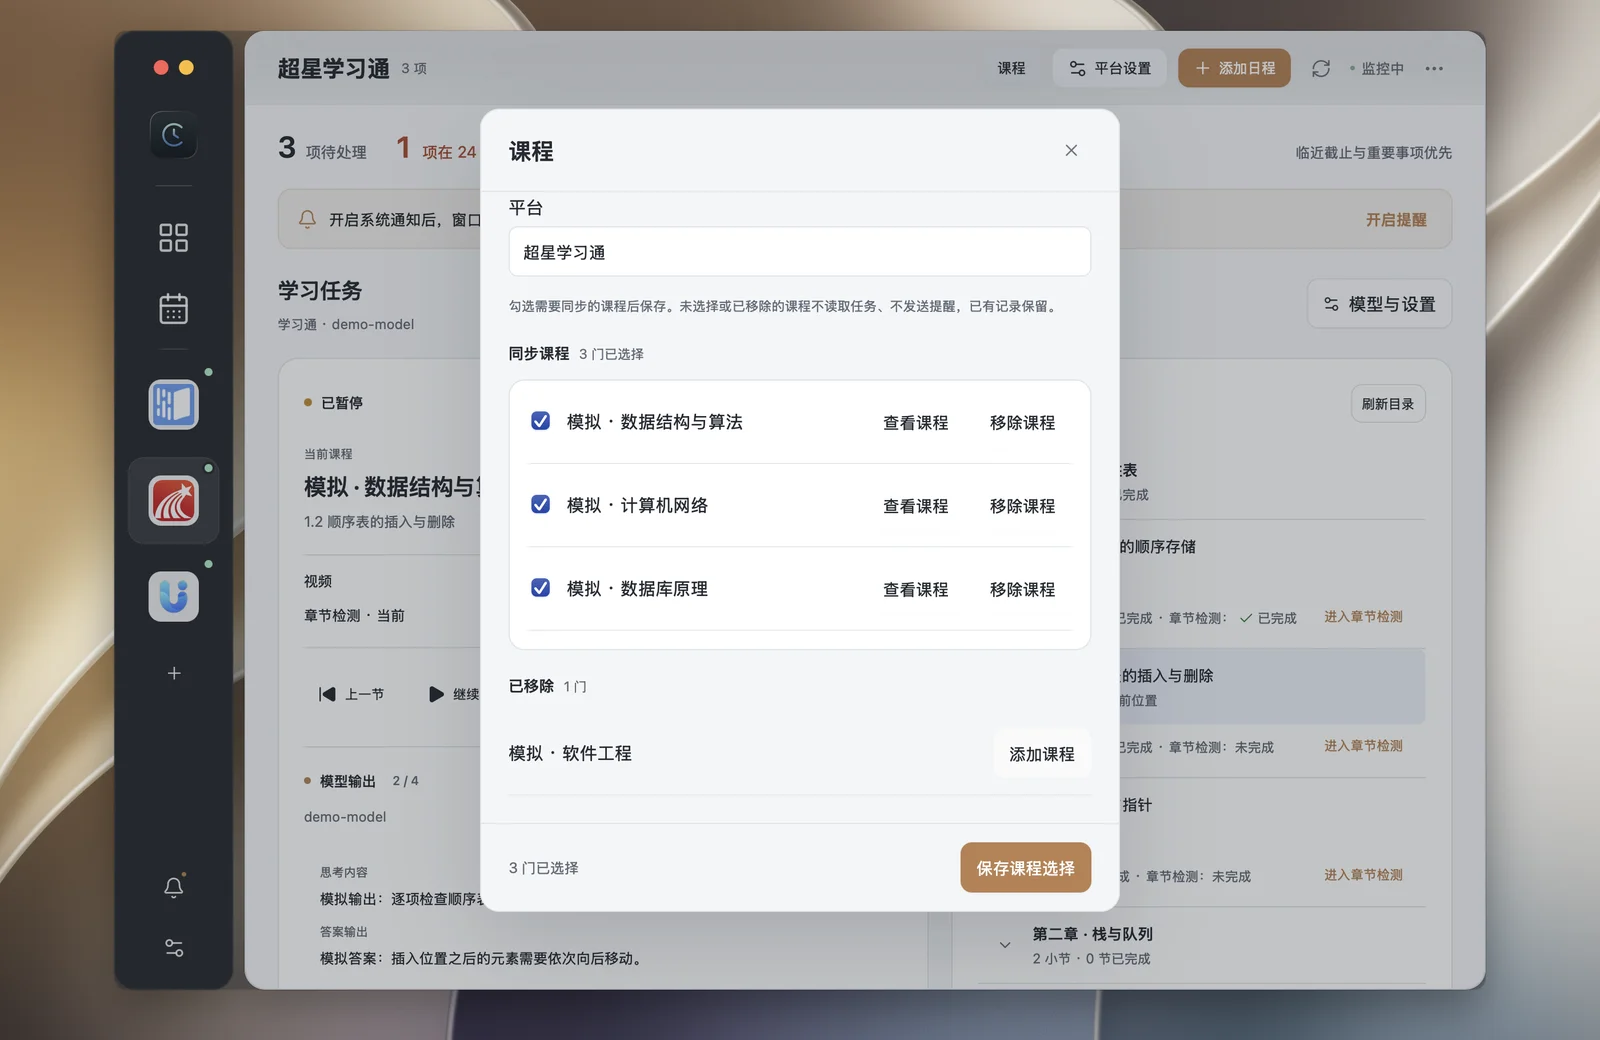 超星学习通 3 项
课程
平台设置
添加日程
监控中
3 项待处理
1 项在 24
临近截止与重要事项优先
开启系统通知后，窗口
开启提醒
学习任务
学习通 · demo-model
模型与设置
已暂停
刷新目录
当前课程
模拟 · 数据结构与
1.2 顺序表的插入与删除
视频
章节检测 · 当前
上一节
继续
模型输出 2 / 4
demo-model
思考内容
模拟输出：逐项检查顺序
答案输出
模拟答案：插入位置之后的元素需要依次向后移动。
课程
平台
超星学习通
勾选需要同步的课程后保存。未选择或已移除的课程不读取任务、不发送提醒，已有记录保留。
同步课程 3 门已选择
模拟 · 数据结构与算法 查看课程 移除课程
模拟 · 计算机网络 查看课程 移除课程
模拟 · 数据库原理 查看课程 移除课程
已移除 1 门
模拟 · 软件工程 添加课程
3 门已选择 保存课程选择
表
完成
的顺序存储
已完成 · 章节检测： 已完成 进入章节检测
的插入与删除
前位置
已完成 · 章节检测：未完成 进入章节检测
指针
成 · 章节检测：未完成 进入章节检测
第二章 · 栈与队列
2 小节 · 0 节已完成